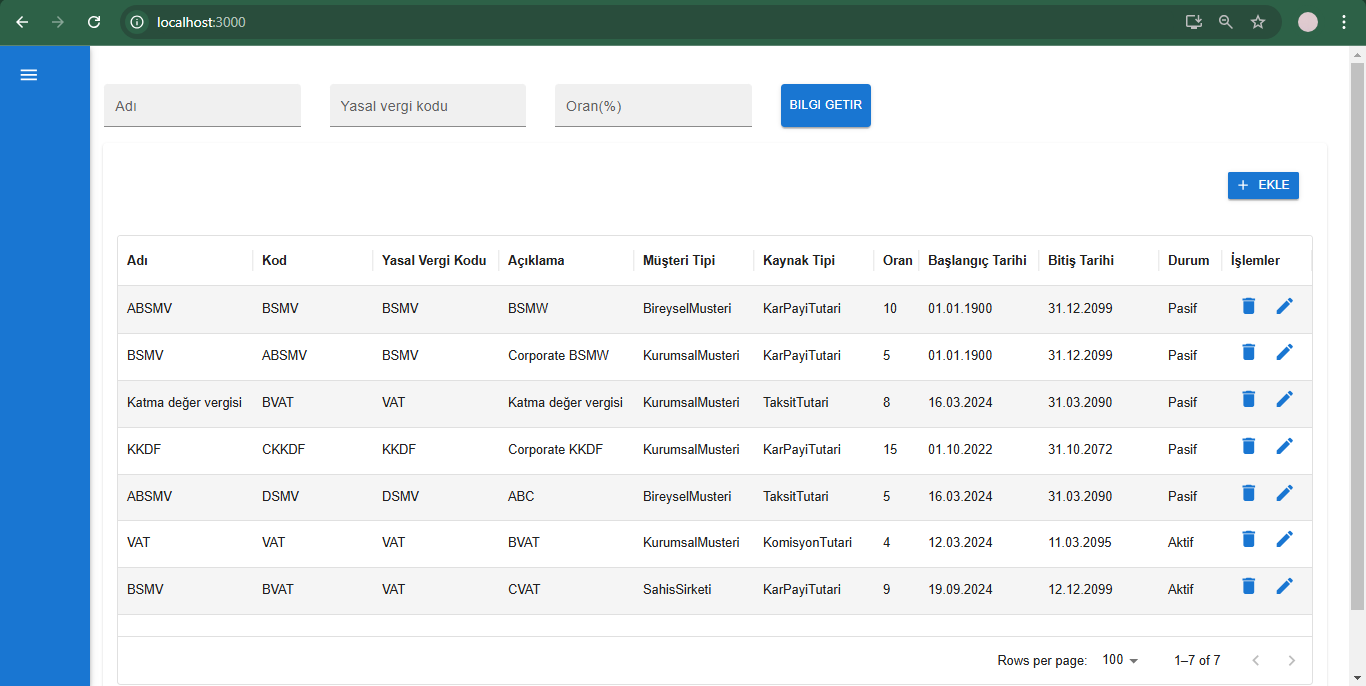 localhost:3000
Adı Yasal vergi kodu Oran(%) BILGI GETIR
+ EKLE
Adı Kod Yasal Vergi Kodu Açıklama Müşteri Tipi Kaynak Tipi Oran Başlangıç Tarihi Bitiş Tarihi Durum İşlemler
ABSMV BSMV BSMV BSMW BireyselMusteri KarPayiTutari 10 01.01.1900 31.12.2099 Pasif
BSMV ABSMV BSMV Corporate BSMW KurumsalMusteri KarPayiTutari 5 01.01.1900 31.12.2099 Pasif
Katma değer vergisi BVAT VAT Katma değer vergisi KurumsalMusteri TaksitTutari 8 16.03.2024 31.03.2090 Pasif
KKDF CKKDF KKDF Corporate KKDF KurumsalMusteri KarPayiTutari 15 01.10.2022 31.10.2072 Pasif
ABSMV DSMV DSMV ABC BireyselMusteri TaksitTutari 5 16.03.2024 31.03.2090 Pasif
VAT VAT VAT BVAT KurumsalMusteri KomisyonTutari 4 12.03.2024 11.03.2095 Aktif
BSMV BVAT VAT CVAT SahisSirketi KarPayiTutari 9 19.09.2024 12.12.2099 Aktif
Rows per page: 100 1–7 of 7